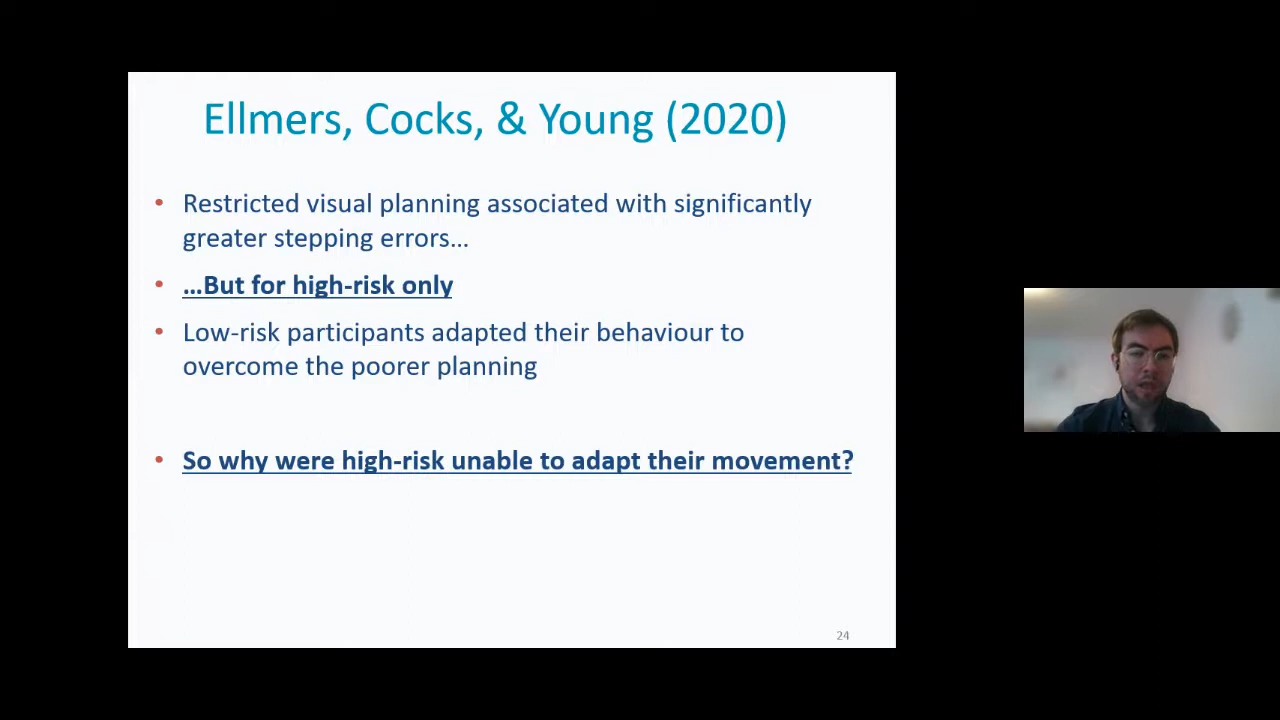 Ellmers, Cocks, & Young (2020)
• Restricted visual planning associated with significantly
greater stepping errors…
• …But for high-risk only
• Low-risk participants adapted their behaviour to
overcome the poorer planning
• So why were high-risk unable to adapt their movement?
24